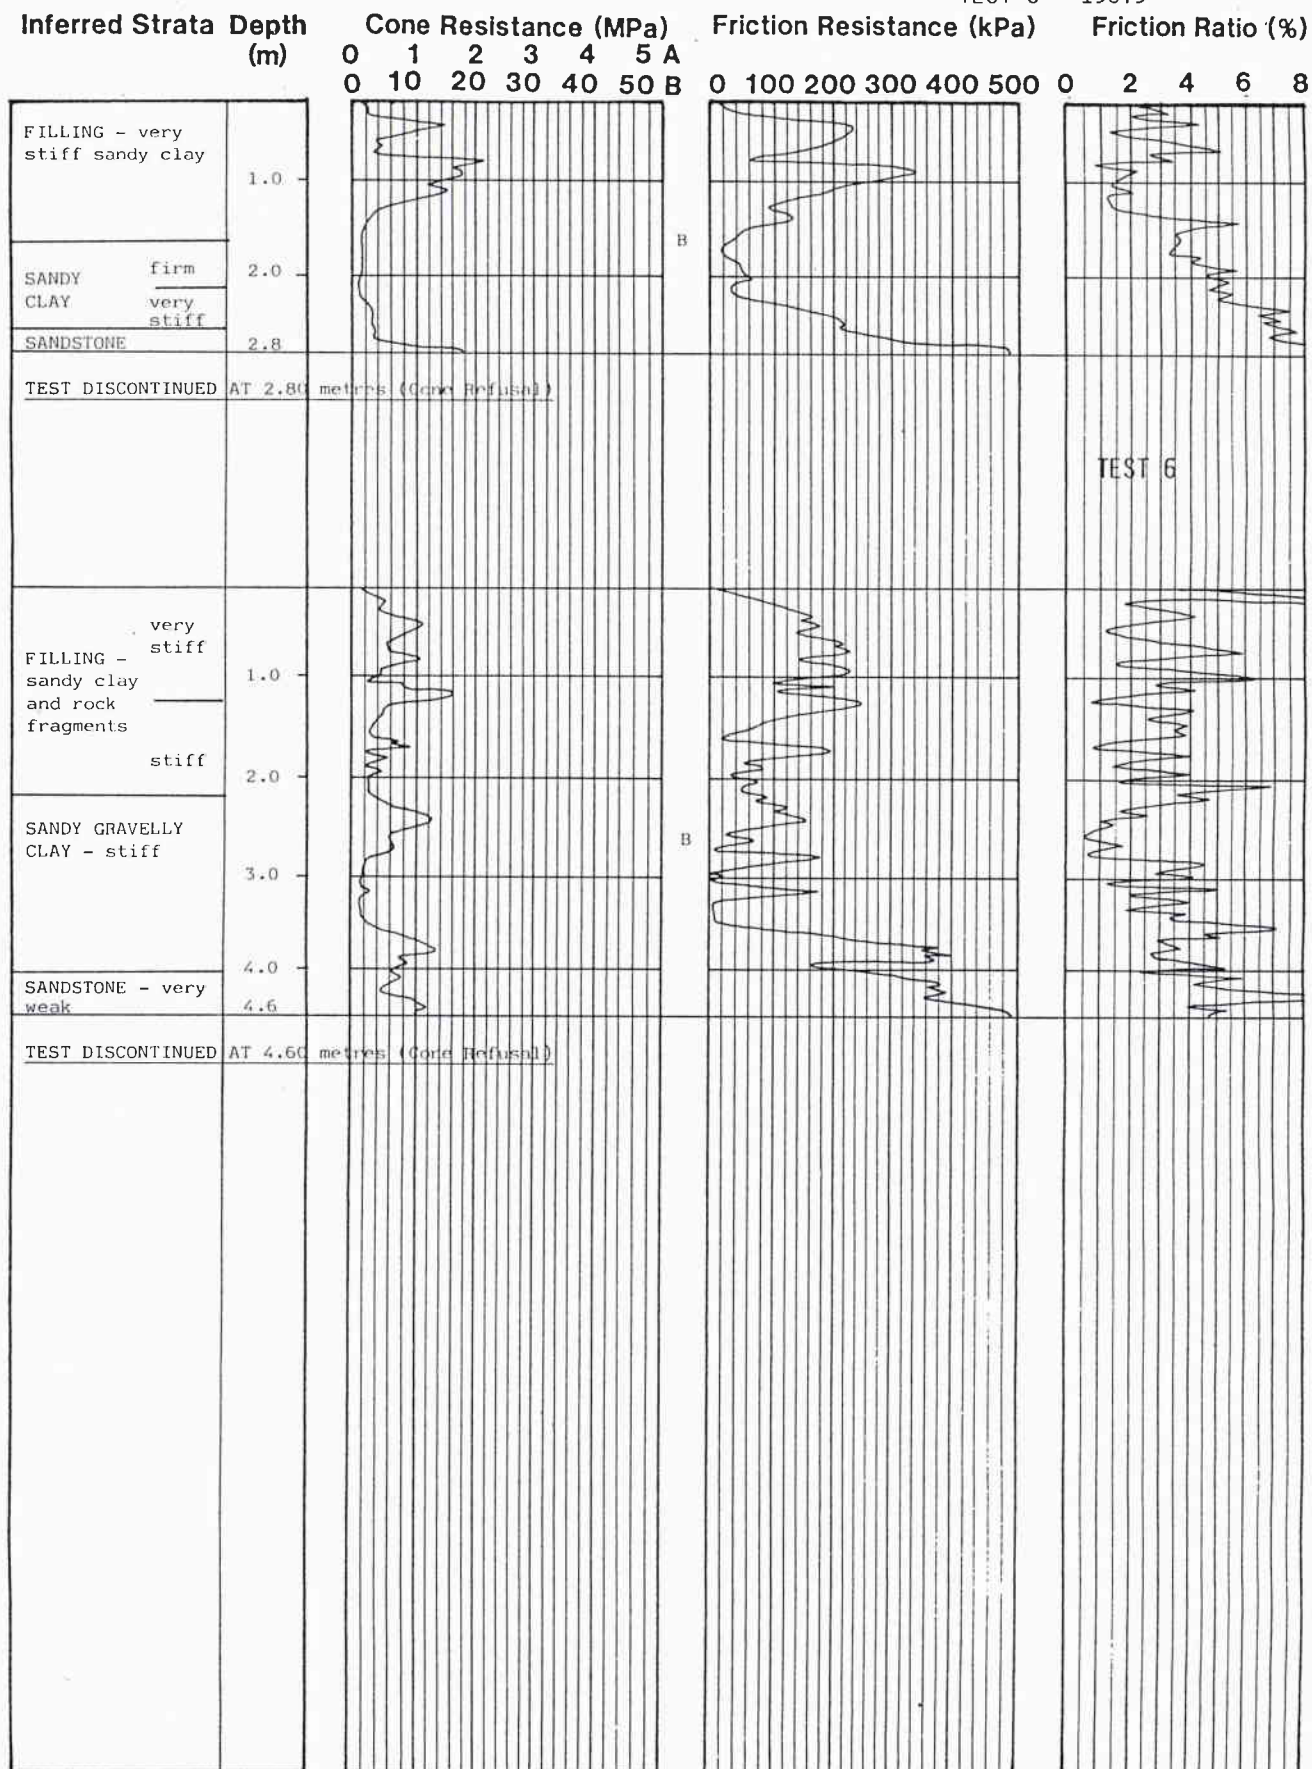 Inferred Strata Depth (m) Cone Resistance (MPa) Friction Resistance (kPa) Friction Ratio (%)
0 1 2 3 4 5 A
0 10 20 30 40 50 B 0 100 200 300 400 500 0 2 4 6 8
FILLING - very
stiff sandy clay
1.0
B
firm
2.0
SANDY
CLAY
very
stiff
SANDSTONE
2.8
TEST DISCONTINUED AT 2.80 metres (Cone Refusal)
TEST 6
very
stiff
FILLING -
sandy clay
and rock
fragments
1.0
stiff
2.0
SANDY GRAVELLY
CLAY - stiff
B
3.0
4.0
SANDSTONE - very
weak
4.6
TEST DISCONTINUED AT 4.60 metres (Cone Refusal)